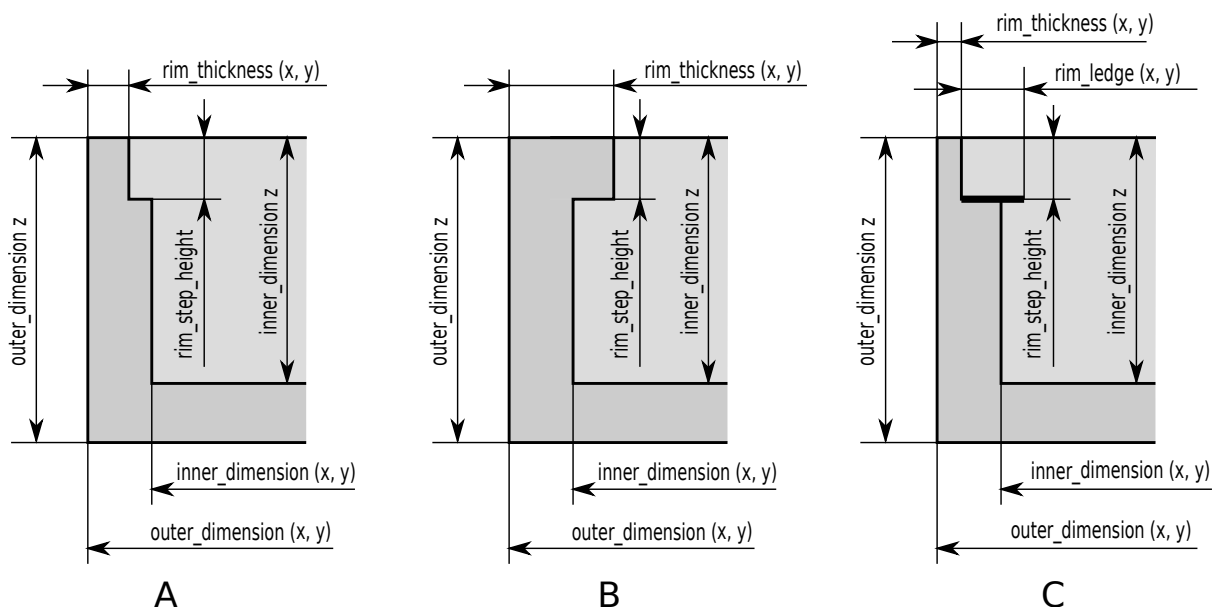 rim_thickness (x, y)
rim_step_height
inner_dimension z
outer_dimension z
inner_dimension (x, y)
outer_dimension (x, y)
A
rim_thickness (x, y)
rim_step_height
inner_dimension z
outer_dimension z
inner_dimension (x, y)
outer_dimension (x, y)
B
rim_thickness (x, y)
rim_ledge (x, y)
rim_step_height
inner_dimension z
outer_dimension z
inner_dimension (x, y)
outer_dimension (x, y)
C